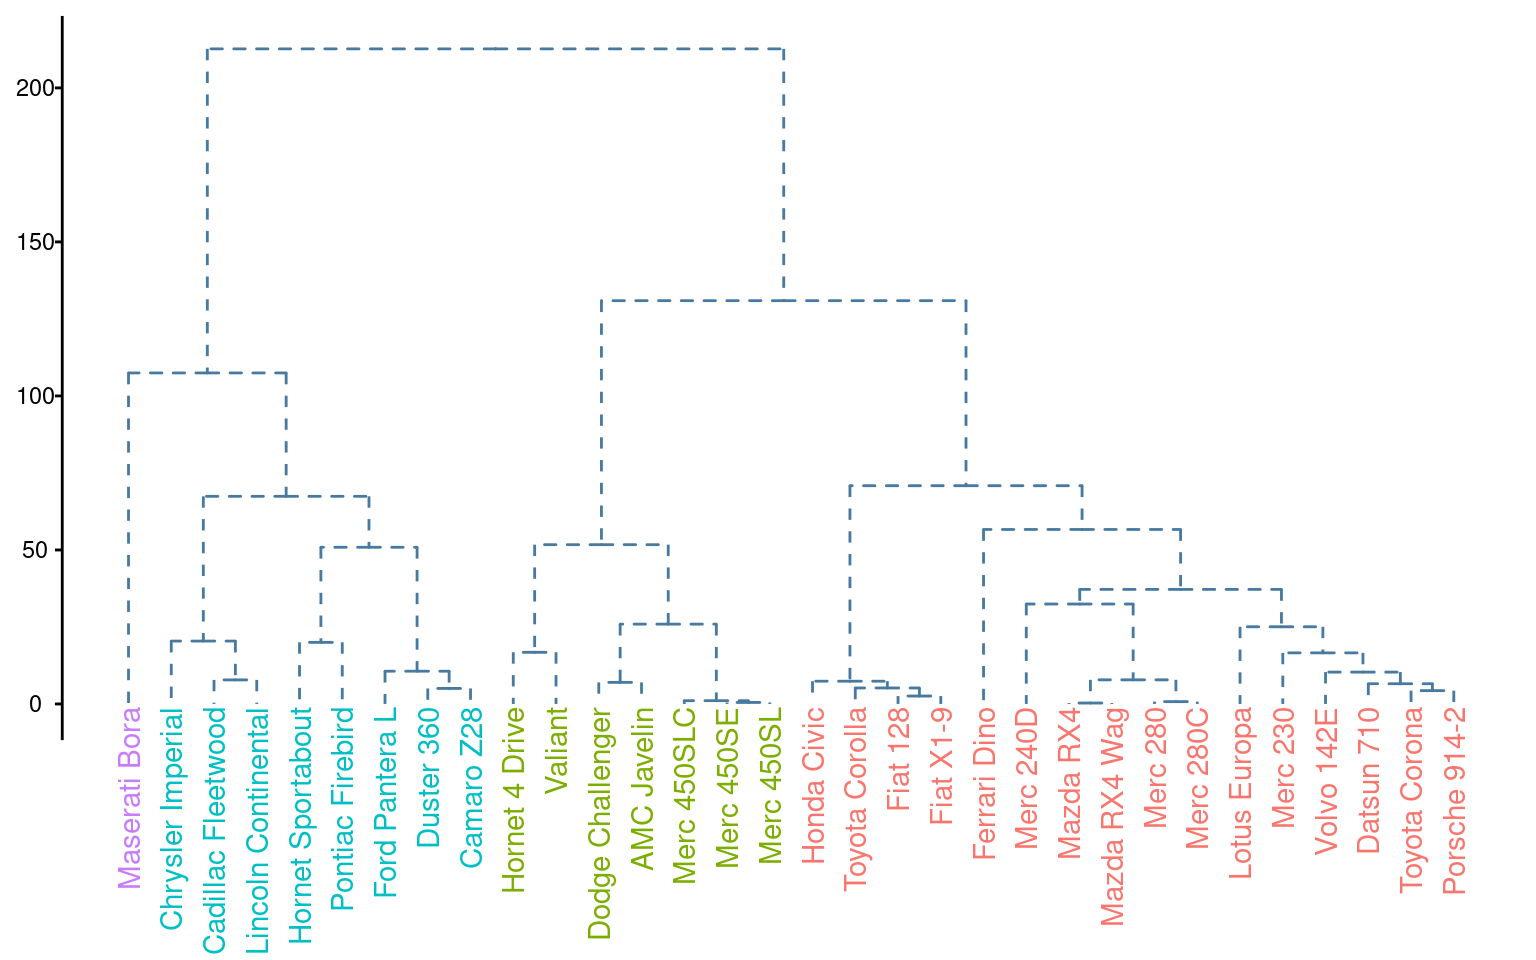 200
150
100
50
0
Maserati Bora
Chrysler Imperial
Cadillac Fleetwood
Lincoln Continental
Hornet Sportabout
Pontiac Firebird
Ford Pantera L
Duster 360
Camaro Z28
Hornet 4 Drive
Valiant
Dodge Challenger
AMC Javelin
Merc 450SLC
Merc 450SE
Merc 450SL
Honda Civic
Toyota Corolla
Fiat 128
Fiat X1-9
Ferrari Dino
Merc 240D
Mazda RX4
Mazda RX4 Wag
Merc 280
Merc 280C
Lotus Europa
Merc 230
Volvo 142E
Datsun 710
Toyota Corona
Porsche 914-2